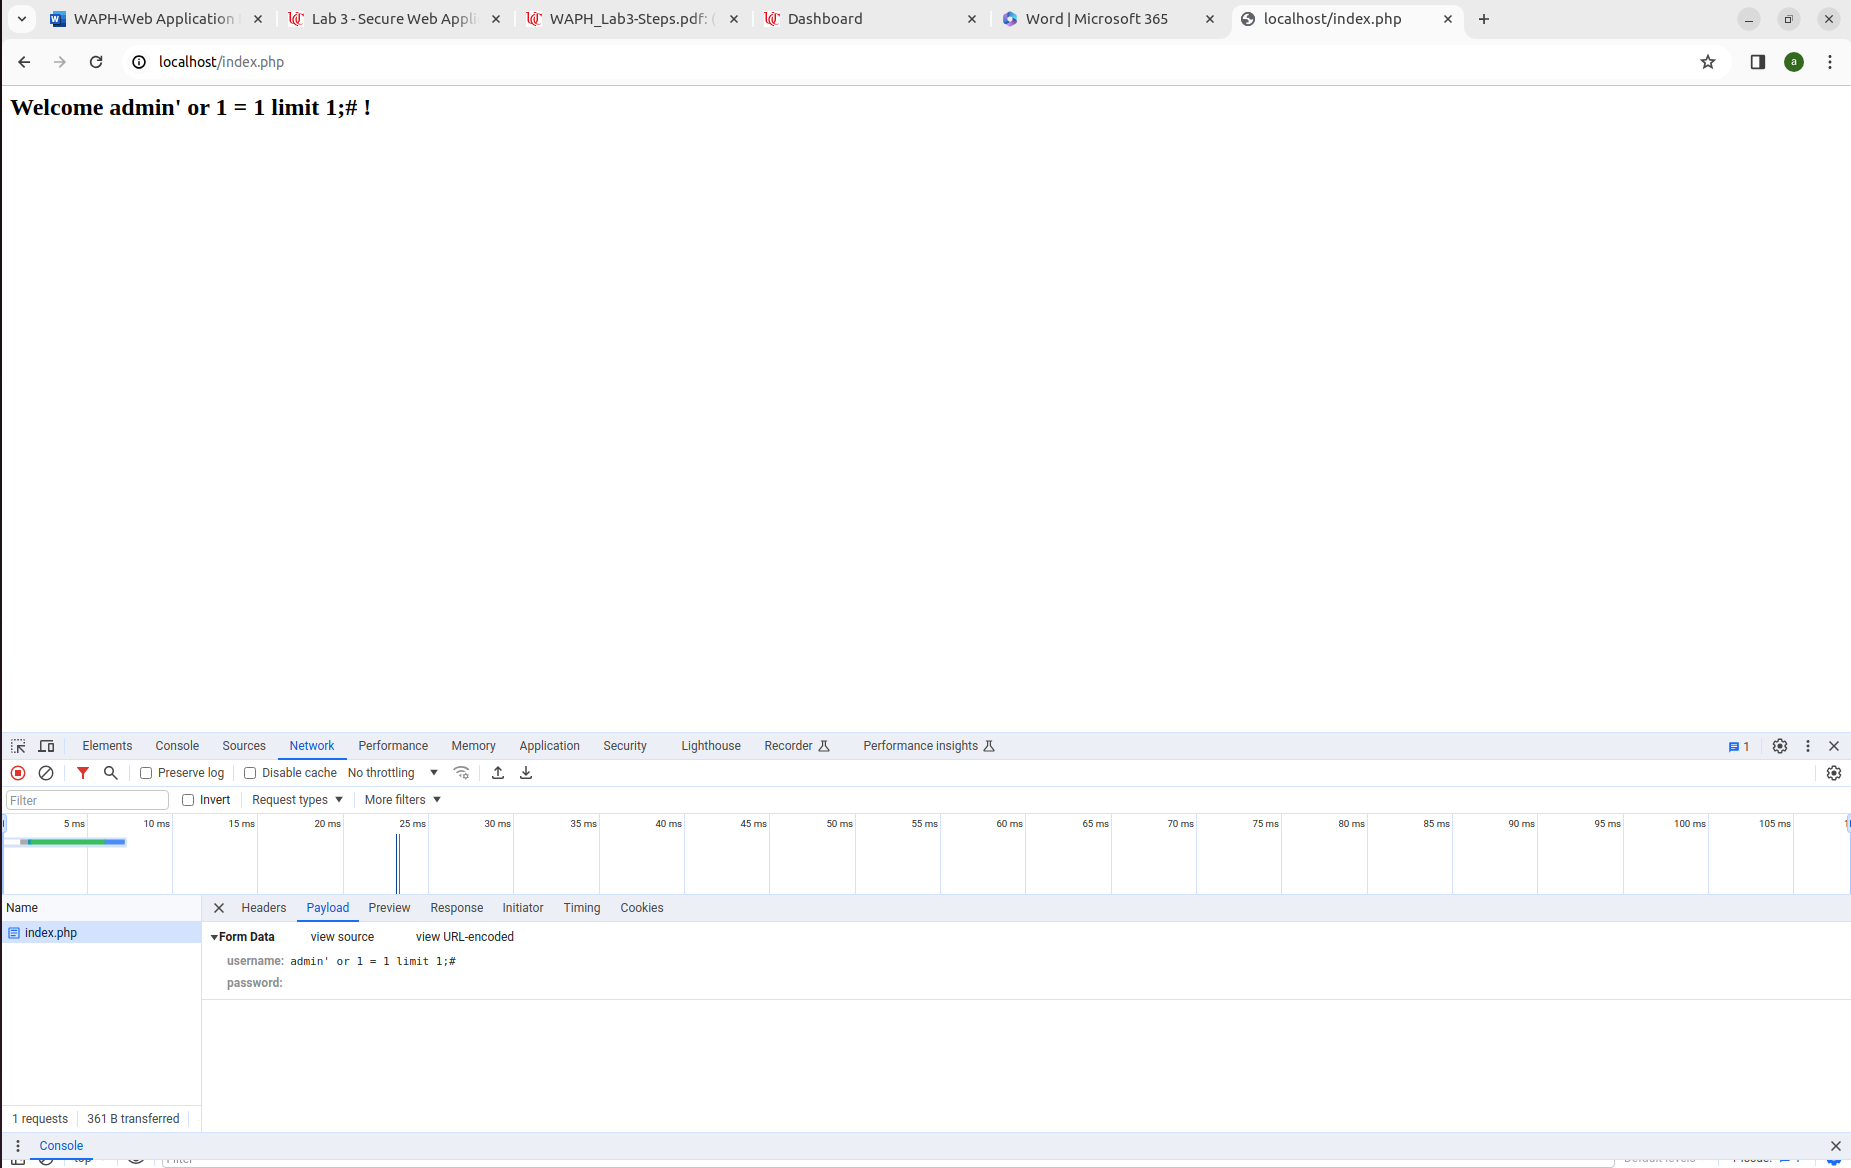 WAPH-Web Application
Lab 3 - Secure Web Appli
WAPH_Lab3-Steps.pdf: (
Dashboard
Word | Microsoft 365
localhost/index.php
localhost/index.php
a
Welcome admin' or 1 = 1 limit 1;# !
Elements Console Sources Network Performance Memory Application Security Lighthouse Recorder Performance insights 1
Preserve log Disable cache No throttling
Filter Invert Request types More filters
5 ms 10 ms 15 ms 20 ms 25 ms 30 ms 35 ms 40 ms 45 ms 50 ms 55 ms 60 ms 65 ms 70 ms 75 ms 80 ms 85 ms 90 ms 95 ms 100 ms 105 ms
Name Headers Payload Preview Response Initiator Timing Cookies
index.php Form Data view source view URL-encoded
username: admin' or 1 = 1 limit 1;#
password:
1 requests 361 B transferred
Console
top Filter Default levels